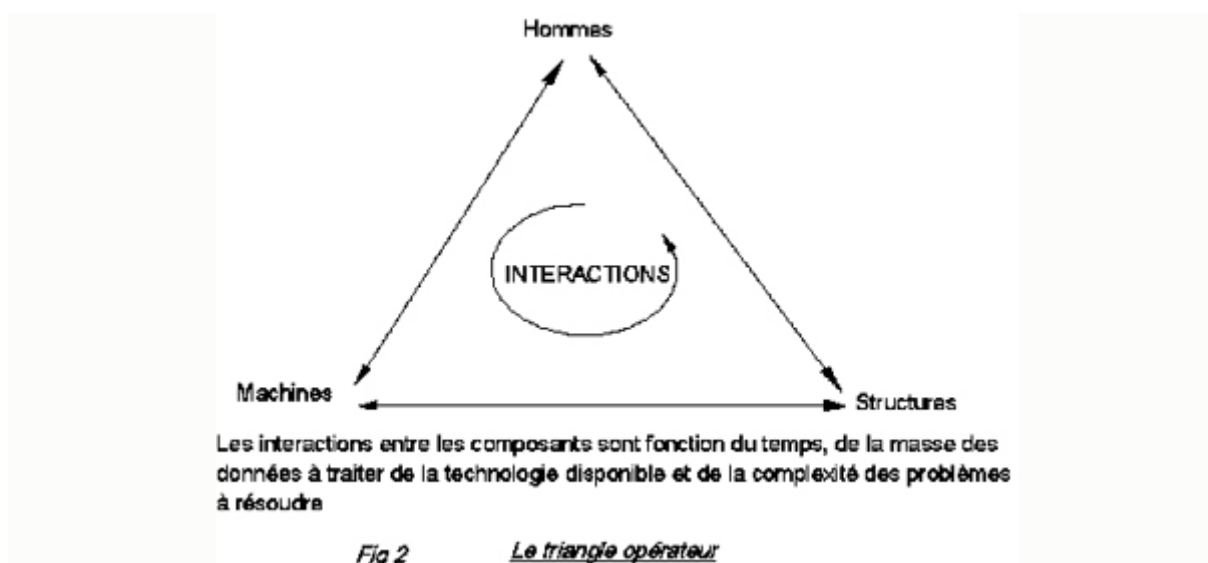 Hommes
INTERACTIONS
Machines
Structures
Les interactions entre les composants sont fonction du temps, de la masse des
données à traiter de la technologie disponible et de la complexité des problèmes
à résoudre
Fig 2 Le triangle opérateur